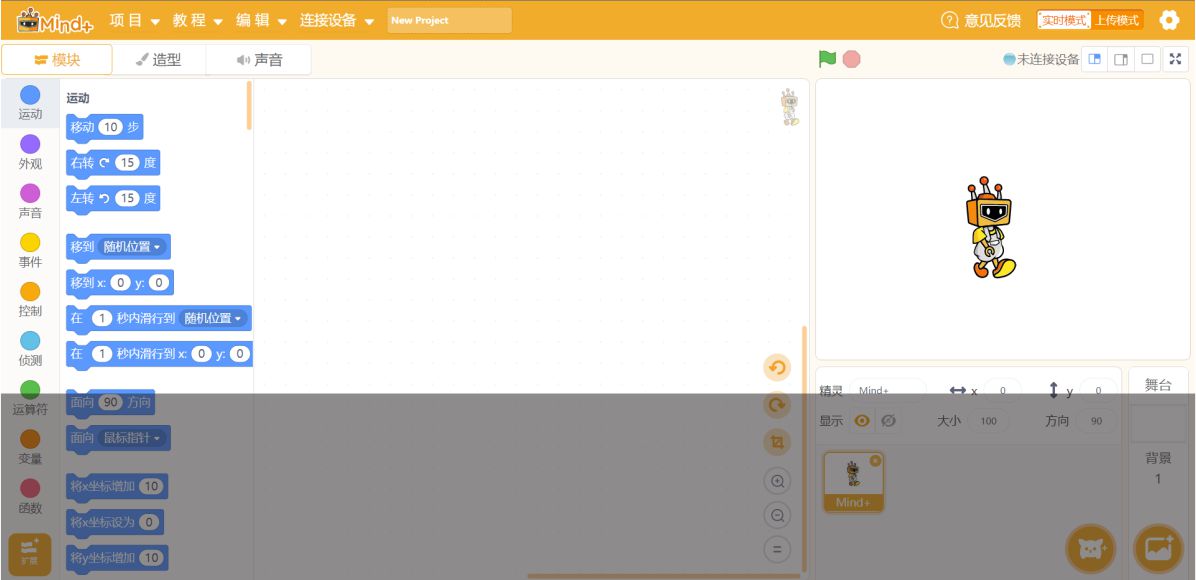 Mind+ 项目 教程 编辑 连接设备 New Project 意见反馈 实时模式 上传模式
模块 造型 声音 未连接设备
运动
外观
声音
事件
控制
侦测
运算符
变量
函数
扩展
运动
移动 10 步
右转 15 度
左转 15 度
移到 随机位置
移到 x: 0 y: 0
在 1 秒内滑行到 随机位置
在 1 秒内滑行到 x: 0 y: 0
面向 90 方向
面向 鼠标指针
将x坐标增加 10
将x坐标设为 0
将y坐标增加 10
精灵 Mind+ x 0 y 0
显示 大小 100 方向 90
Mind+
舞台
背景
1